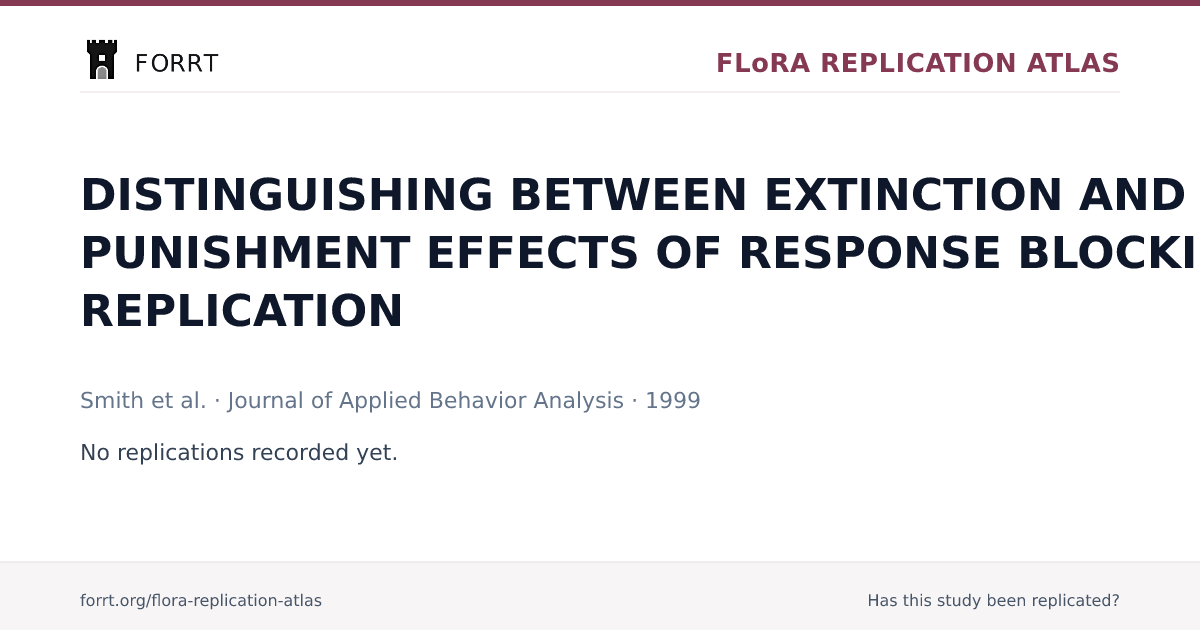 FORRT
FLoRA REPLICATION ATLAS
DISTINGUISHING BETWEEN EXTINCTION AND
PUNISHMENT EFFECTS OF RESPONSE BLOCKI
REPLICATION
Smith et al. · Journal of Applied Behavior Analysis · 1999
No replications recorded yet.
forrt.org/flora-replication-atlas
Has this study been replicated?